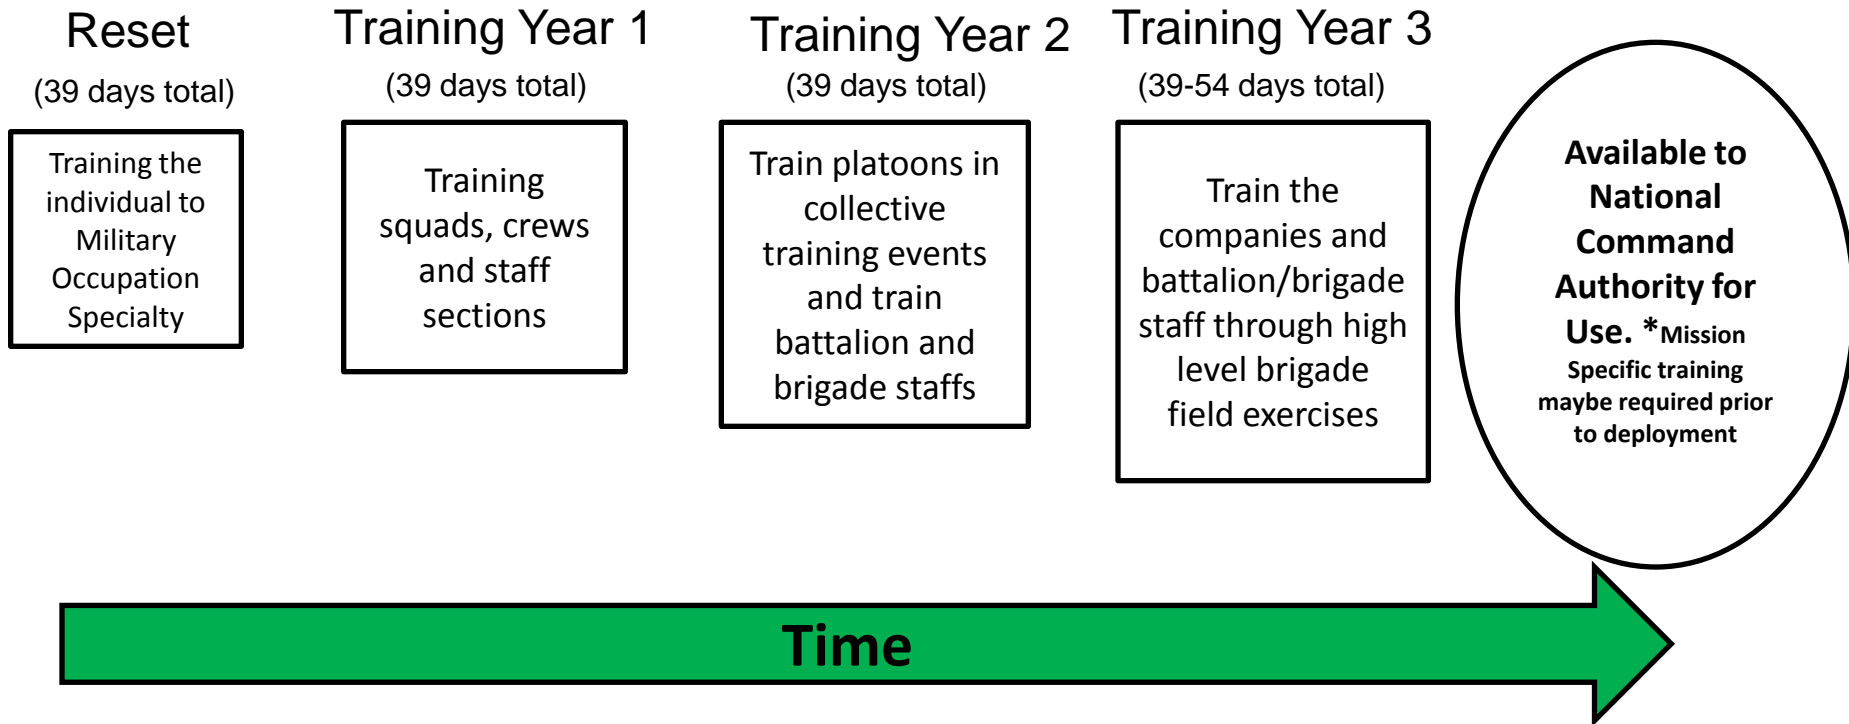 Reset
(39 days total)
Training the
individual to
Military
Occupation
Specialty
Training Year 1
(39 days total)
Training
squads, crews
and staff
sections
Training Year 2
(39 days total)
Train platoons in
collective
training events
and train
battalion and
brigade staffs
Training Year 3
(39-54 days total)
Train the
companies and
battalion/brigade
staff through high
level brigade
field exercises
Available to
National
Command
Authority for
Use. *Mission
Specific training
maybe required prior
to deployment
Time